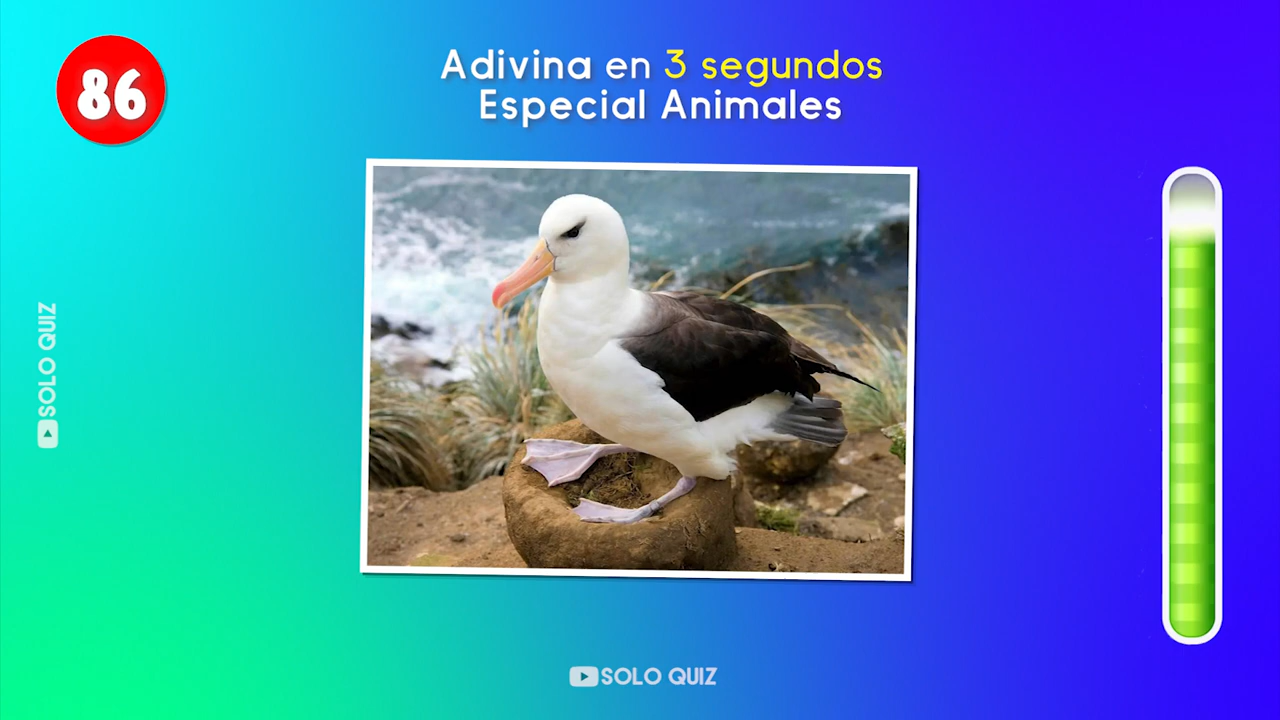 86
Adivina en 3 segundos
Especial Animales
SOLO QUIZ
SOLO QUIZ